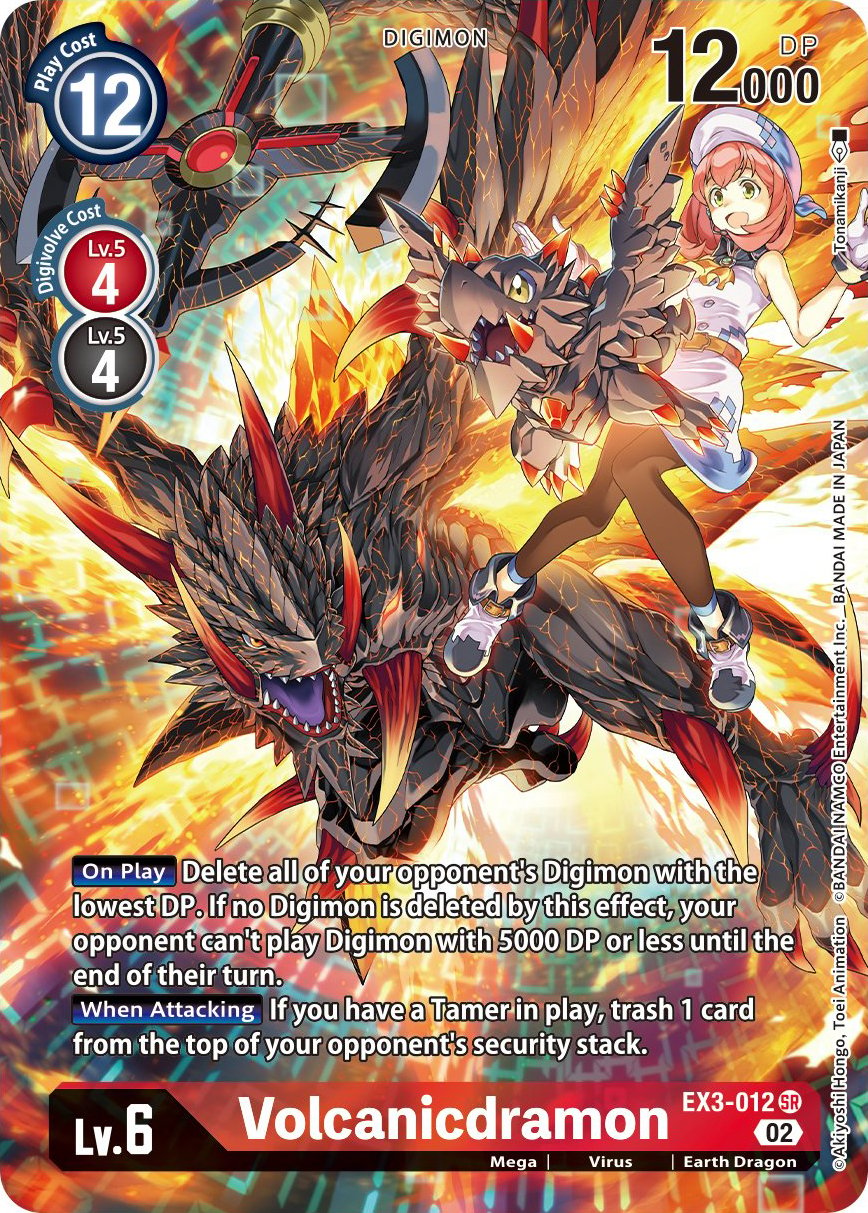 DIGIMON
Play Cost
12
DP
12000
Digivolve Cost
Lv.5
4
Lv.5
4
Tonamikanji
On Play Delete all of your opponent's Digimon with the
lowest DP. If no Digimon is deleted by this effect, your
opponent can't play Digimon with 5000 DP or less until the
end of their turn.
When Attacking If you have a Tamer in play, trash 1 card
from the top of your opponent's security stack.
©Akiyoshi Hongo, Toei Animation ©BANDAI NAMCO Entertainment Inc. BANDAI MADE IN JAPAN
Lv.6
Volcanicdramon
EX3-012 SR
02
Mega | Virus | Earth Dragon